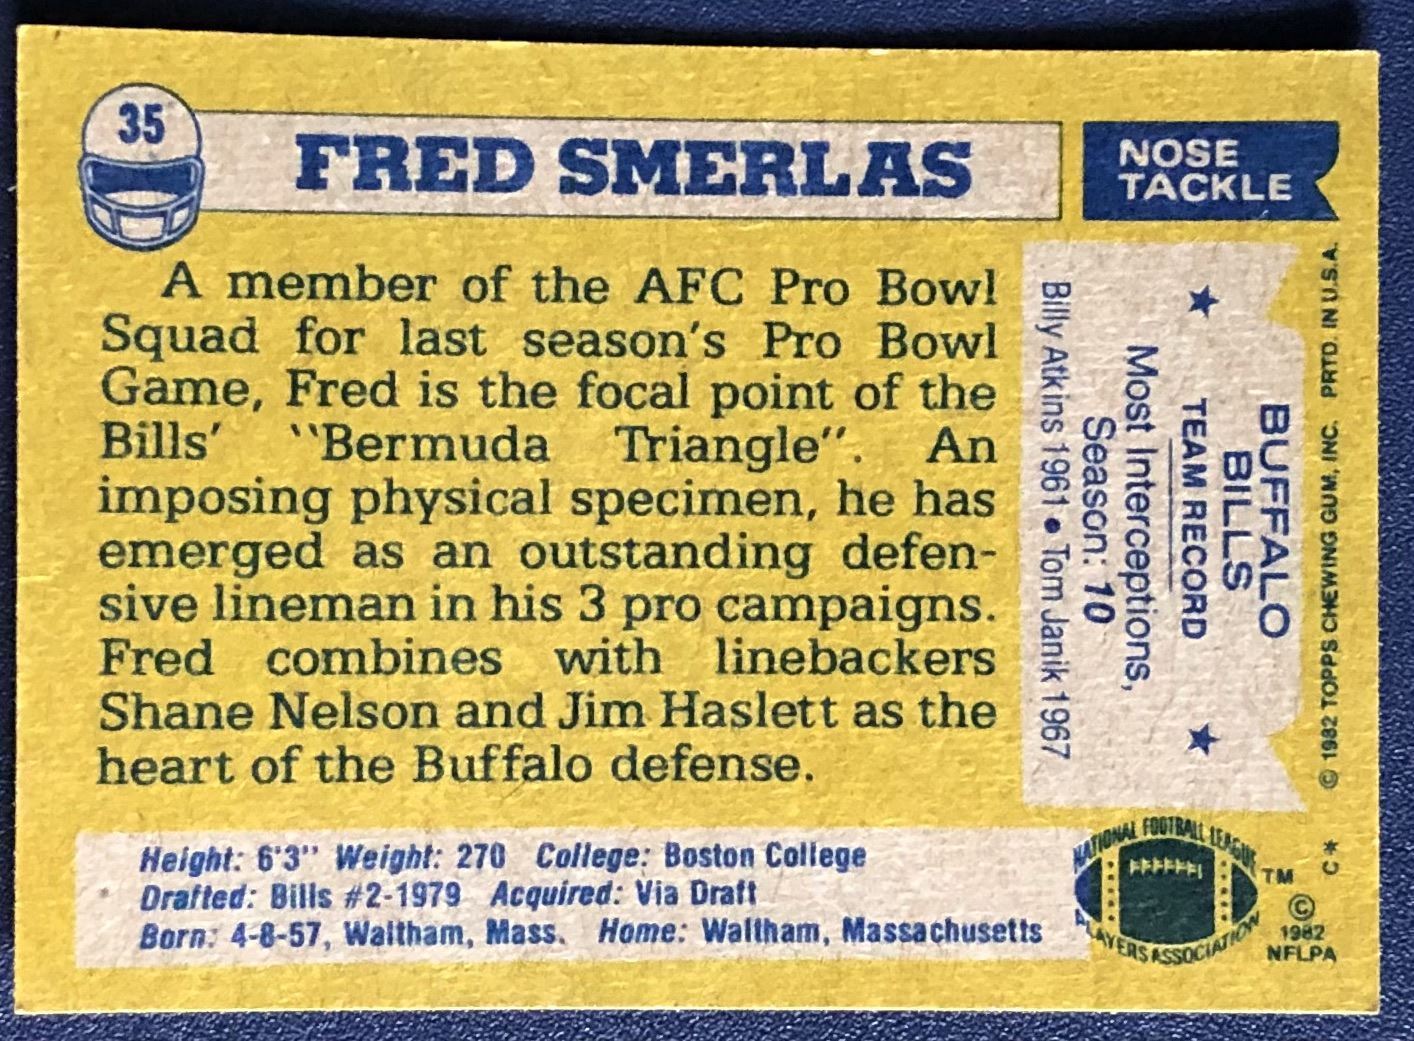 35
FRED SMERLAS
NOSE
TACKLE
A member of the AFC Pro Bowl
Squad for last season's Pro Bowl
Game, Fred is the focal point of the
Bills' "Bermuda Triangle". An
imposing physical specimen, he has
emerged as an outstanding defen-
sive lineman in his 3 pro campaigns.
Fred combines with linebackers
Shane Nelson and Jim Haslett as the
heart of the Buffalo defense.
BUFFALO
BILLS
★ TEAM RECORD ★
Most Interceptions,
Season: 10
Billy Atkins 1961 • Tom Janik 1967
© 1982 TOPPS CHEWING GUM, INC. PRTD. IN U.S.A.
C*
Height: 6'3" Weight: 270 College: Boston College
Drafted: Bills #2-1979 Acquired: Via Draft
Born: 4-8-57, Waltham, Mass. Home: Waltham, Massachusetts
NATIONAL FOOTBALL LEAGUE
PLAYERS ASSOCIATION
TM
©
1982
NFLPA